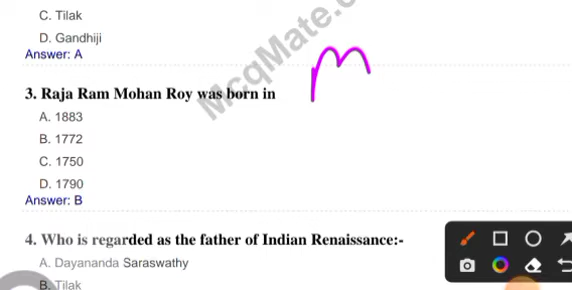 C. Tilak
D. Gandhiji
Answer: A
McqMate.c
m
3. Raja Ram Mohan Roy was born in
A. 1883
B. 1772
C. 1750
D. 1790
Answer: B
4. Who is regarded as the father of Indian Renaissance:-
A. Dayananda Saraswathy
B. Tilak